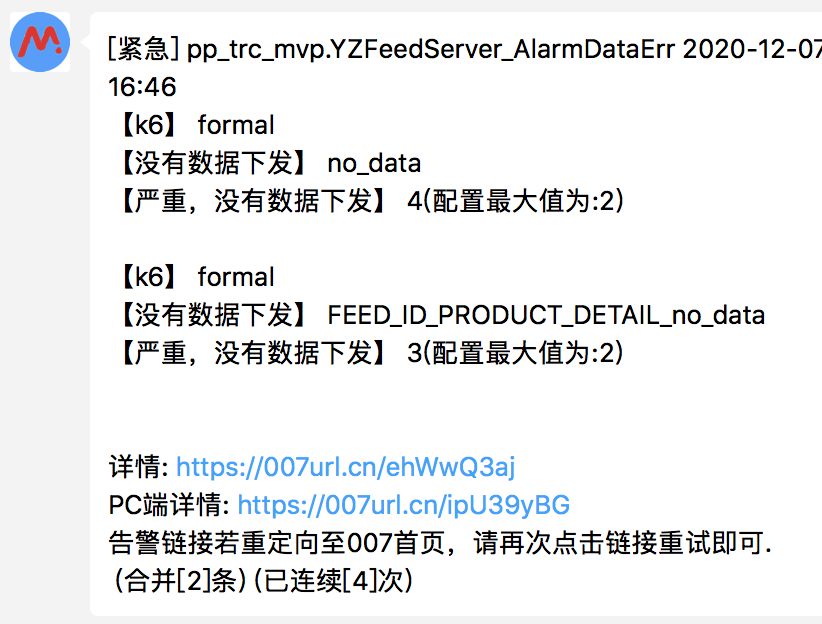 [紧急] pp_trc_mvp.YZFeedServer_AlarmDataErr 2020-12-07
16:46
【k6】 formal
【没有数据下发】 no_data
【严重，没有数据下发】 4(配置最大值为:2)
【k6】 formal
【没有数据下发】 FEED_ID_PRODUCT_DETAIL_no_data
【严重，没有数据下发】 3(配置最大值为:2)
详情: https://007url.cn/ehWwQ3aj
PC端详情: https://007url.cn/ipU39yBG
告警链接若重定向至007首页，请再次点击链接重试即可.
(合并[2]条) (已连续[4]次)